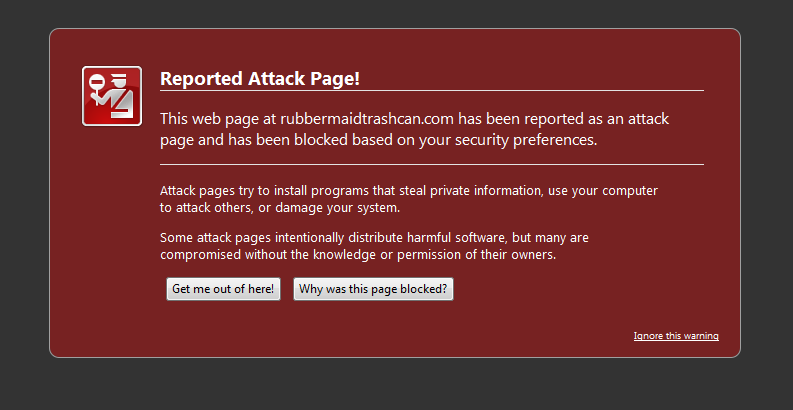 Reported Attack Page!
This web page at rubbermaidtrashcan.com has been reported as an attack
page and has been blocked based on your security preferences.
Attack pages try to install programs that steal private information, use your computer
to attack others, or damage your system.
Some attack pages intentionally distribute harmful software, but many are
compromised without the knowledge or permission of their owners.
Get me out of here! Why was this page blocked?
Ignore this warning